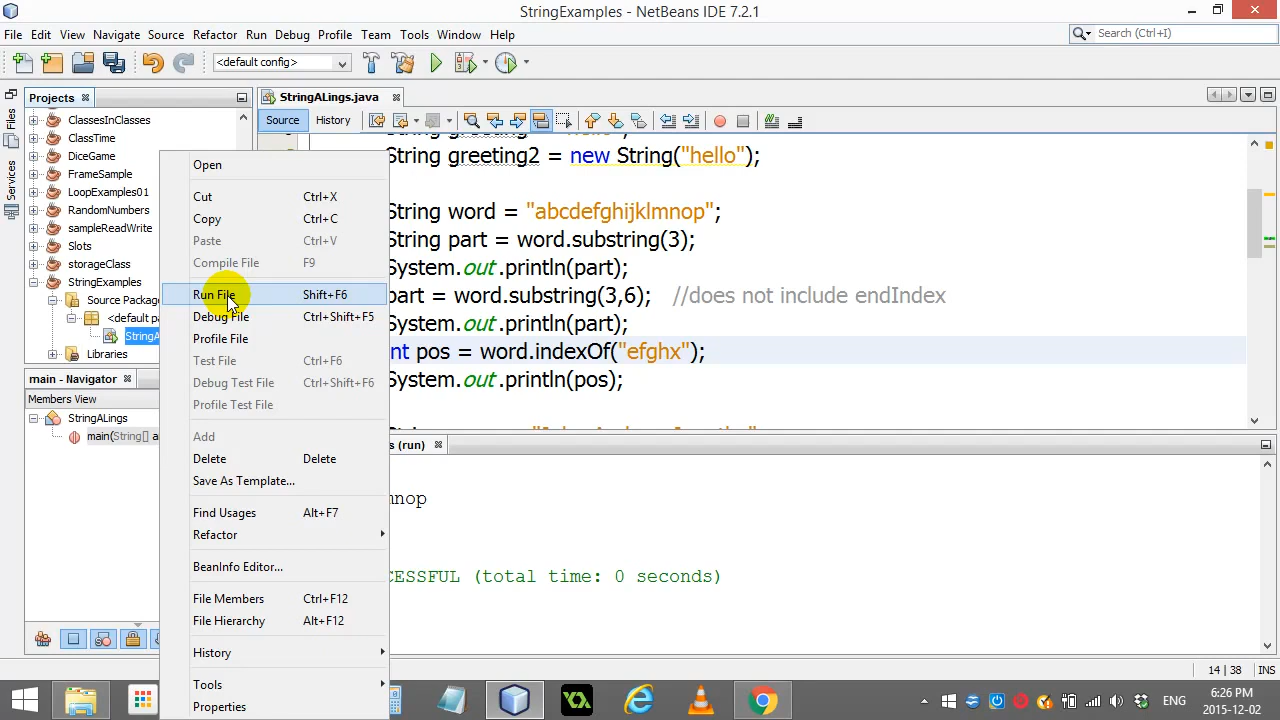 StringExamples - NetBeans IDE 7.2.1
File Edit View Navigate Source Refactor Run Debug Profile Team Tools Window Help
Search (Ctrl+I)
<default config>
Files
Services
Projects
ClassesInClasses
ClassTime
DiceGame
FrameSample
LoopExamples01
RandomNumbers
sampleReadWrite
Slots
storageClass
StringExamples
Source Packag
<default p
StringA
Libraries
main - Navigator
Members View
StringALings
main(String[] a
Open
Cut Ctrl+X
Copy Ctrl+C
Paste Ctrl+V
Compile File F9
Run File Shift+F6
Debug File Ctrl+Shift+F5
Profile File
Test File Ctrl+F6
Debug Test File Ctrl+Shift+F6
Profile Test File
Add
Delete Delete
Save As Template...
Find Usages Alt+F7
Refactor
BeanInfo Editor...
File Members Ctrl+F12
File Hierarchy Alt+F12
History
Tools
Properties
StringALings.java
Source History
String greeting2 = new String("hello");
String word = "abcdefghijklmnop";
String part = word.substring(3);
System.out.println(part);
part = word.substring(3,6); //does not include endIndex
System.out.println(part);
nt pos = word.indexOf("efghx");
System.out.println(pos);
s (run)
mnop
CESSFUL (total time: 0 seconds)
14 | 38 INS
ENG
6:26 PM
2015-12-02